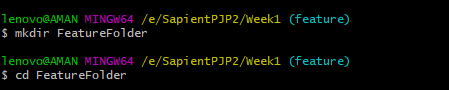 lenovo@AMAN MINGW64 /e/SapientPJP2/Week1 (feature)
$ mkdir FeatureFolder
lenovo@AMAN MINGW64 /e/SapientPJP2/Week1 (feature)
$ cd FeatureFolder